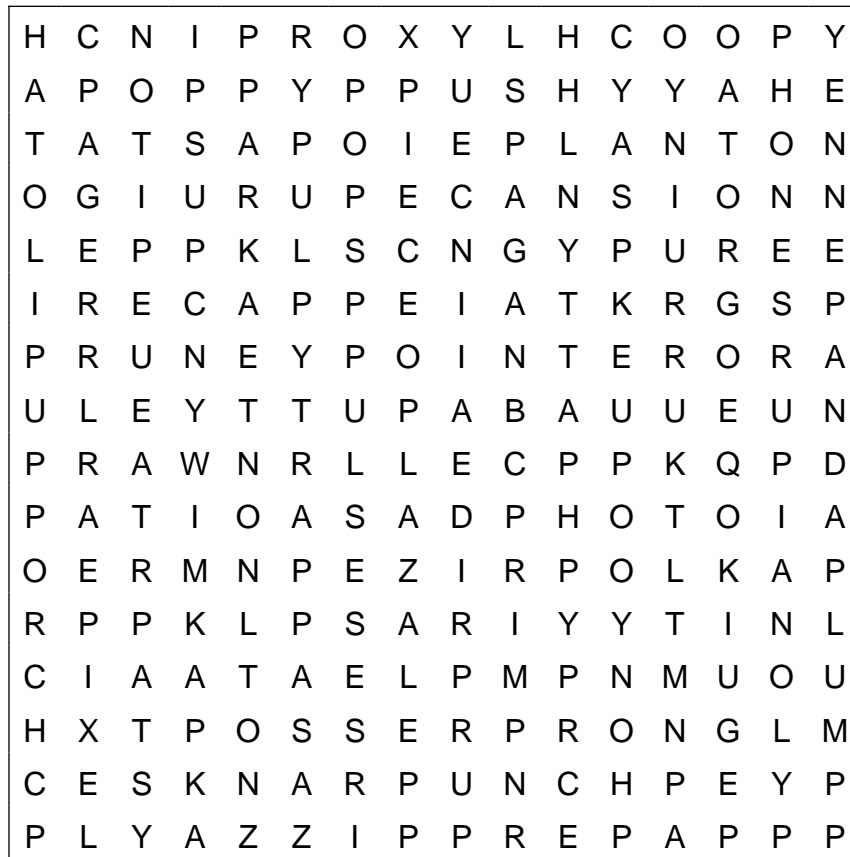 H C N I P R O X Y L H C O O P Y
A P O P P Y P P U S H Y Y A H E
T A T S A P O I E P L A N T O N
O G I U R U P E C A N S I O N N
L E P P K L S C N G Y P U R E E
I R E C A P P E I A T K R G S P
P R U N E Y P O I N T E R O R A
U L E Y T T U P A B A U U E U N
P R A W N R L L E C P P K Q P D
P A T I O A S A D P H O T O I A
O E R M N P E Z I R P O L K A P
R P P K L P S A R I Y Y T I N L
C I A A T A E L P M P N M U O U
H X T P O S S E R P R O N G L M
C E S K N A R P U N C H P E Y P
P L Y A Z Z I P P R E P A P P P